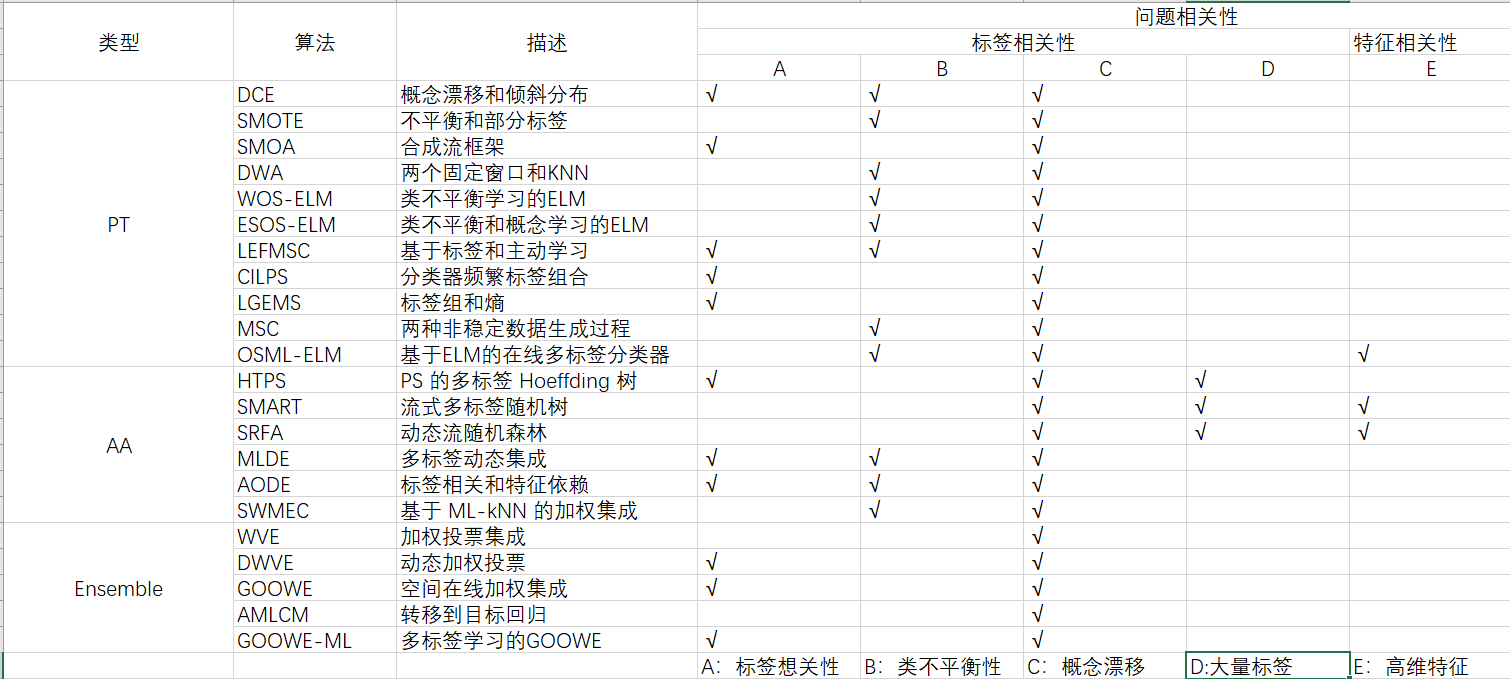 类型 算法 描述 问题相关性
标签相关性 特征相关性
A B C D E
PT
DCE 概念漂移和倾斜分布 √ √ √
SMOTE 不平衡和部分标签 √ √
SMOA 合成流框架 √ √
DWA 两个固定窗口和KNN √ √
WOS-ELM 类不平衡学习的ELM √ √
ESOS-ELM 类不平衡和概念学习的ELM √ √
LEFMSC 基于标签和主动学习 √ √ √
CILPS 分类器频繁标签组合 √ √
LGEMS 标签组和熵 √ √
MSC 两种非稳定数据生成过程 √ √
OSML-ELM 基于ELM的在线多标签分类器 √ √ √
AA
HTPS PS 的多标签 Hoeffding 树 √ √ √
SMART 流式多标签随机树 √ √ √
SRFA 动态流随机森林 √ √ √
MLDE 多标签动态集成 √ √ √
AODE 标签相关和特征依赖 √ √ √
SWMEC 基于 ML-kNN 的加权集成 √ √
Ensemble
WVE 加权投票集成 √
DWVE 动态加权投票 √ √
GOOWE 空间在线加权集成 √ √
AMLCM 转移到目标回归 √
GOOWE-ML 多标签学习的GOOWE √ √
A：标签想关性 B：类不平衡性 C：概念漂移 D:大量标签 E：高维特征